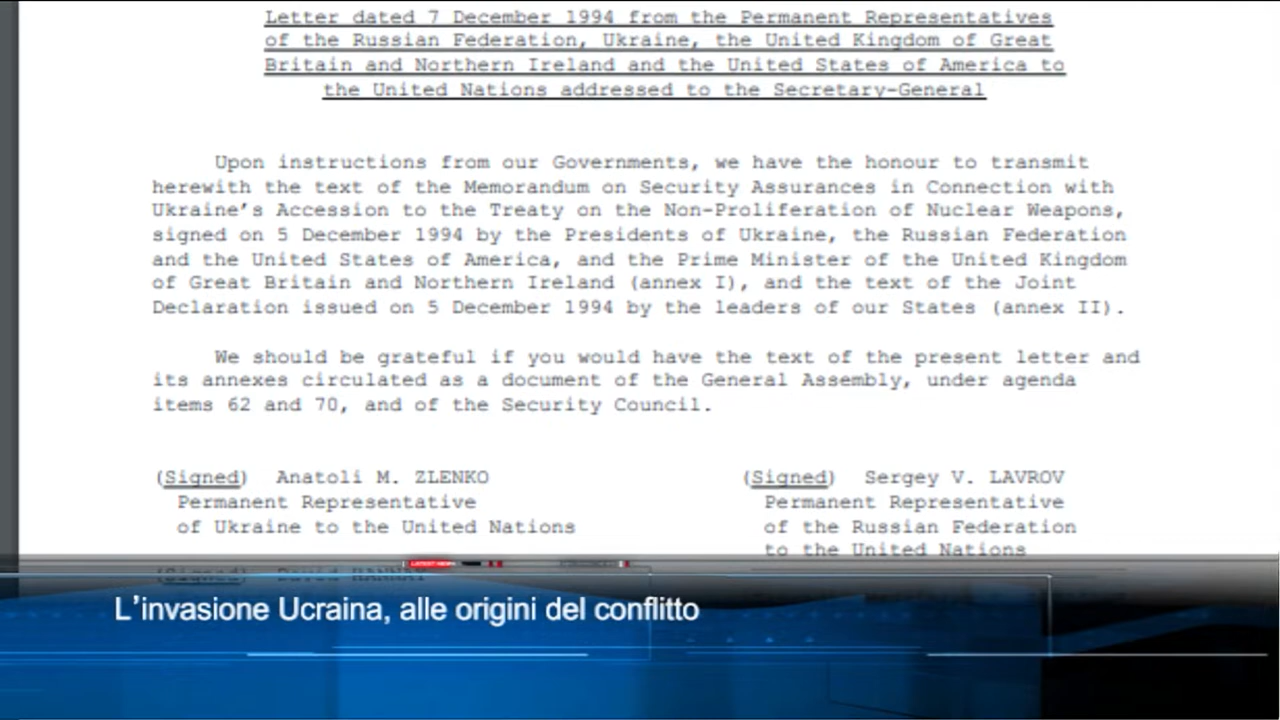 Letter dated 7 December 1994 from the Permanent Representatives
of the Russian Federation, Ukraine, the United Kingdom of Great
Britain and Northern Ireland and the United States of America to
the United Nations addressed to the Secretary-General
Upon instructions from our Governments, we have the honour to transmit
herewith the text of the Memorandum on Security Assurances in Connection with
Ukraine's Accession to the Treaty on the Non-Proliferation of Nuclear Weapons,
signed on 5 December 1994 by the Presidents of Ukraine, the Russian Federation
and the United States of America, and the Prime Minister of the United Kingdom
of Great Britain and Northern Ireland (annex I), and the text of the Joint
Declaration issued on 5 December 1994 by the leaders of our States (annex II).
We should be grateful if you would have the text of the present letter and
its annexes circulated as a document of the General Assembly, under agenda
items 62 and 70, and of the Security Council.
(Signed) Anatoli M. ZLENKO
Permanent Representative
of Ukraine to the United Nations
(Signed) Sergey V. LAVROV
Permanent Representative
of the Russian Federation
to the United Nations
(Signed) David HANNAY
LATEST NEWS
L'invasione Ucraina, alle origini del conflitto